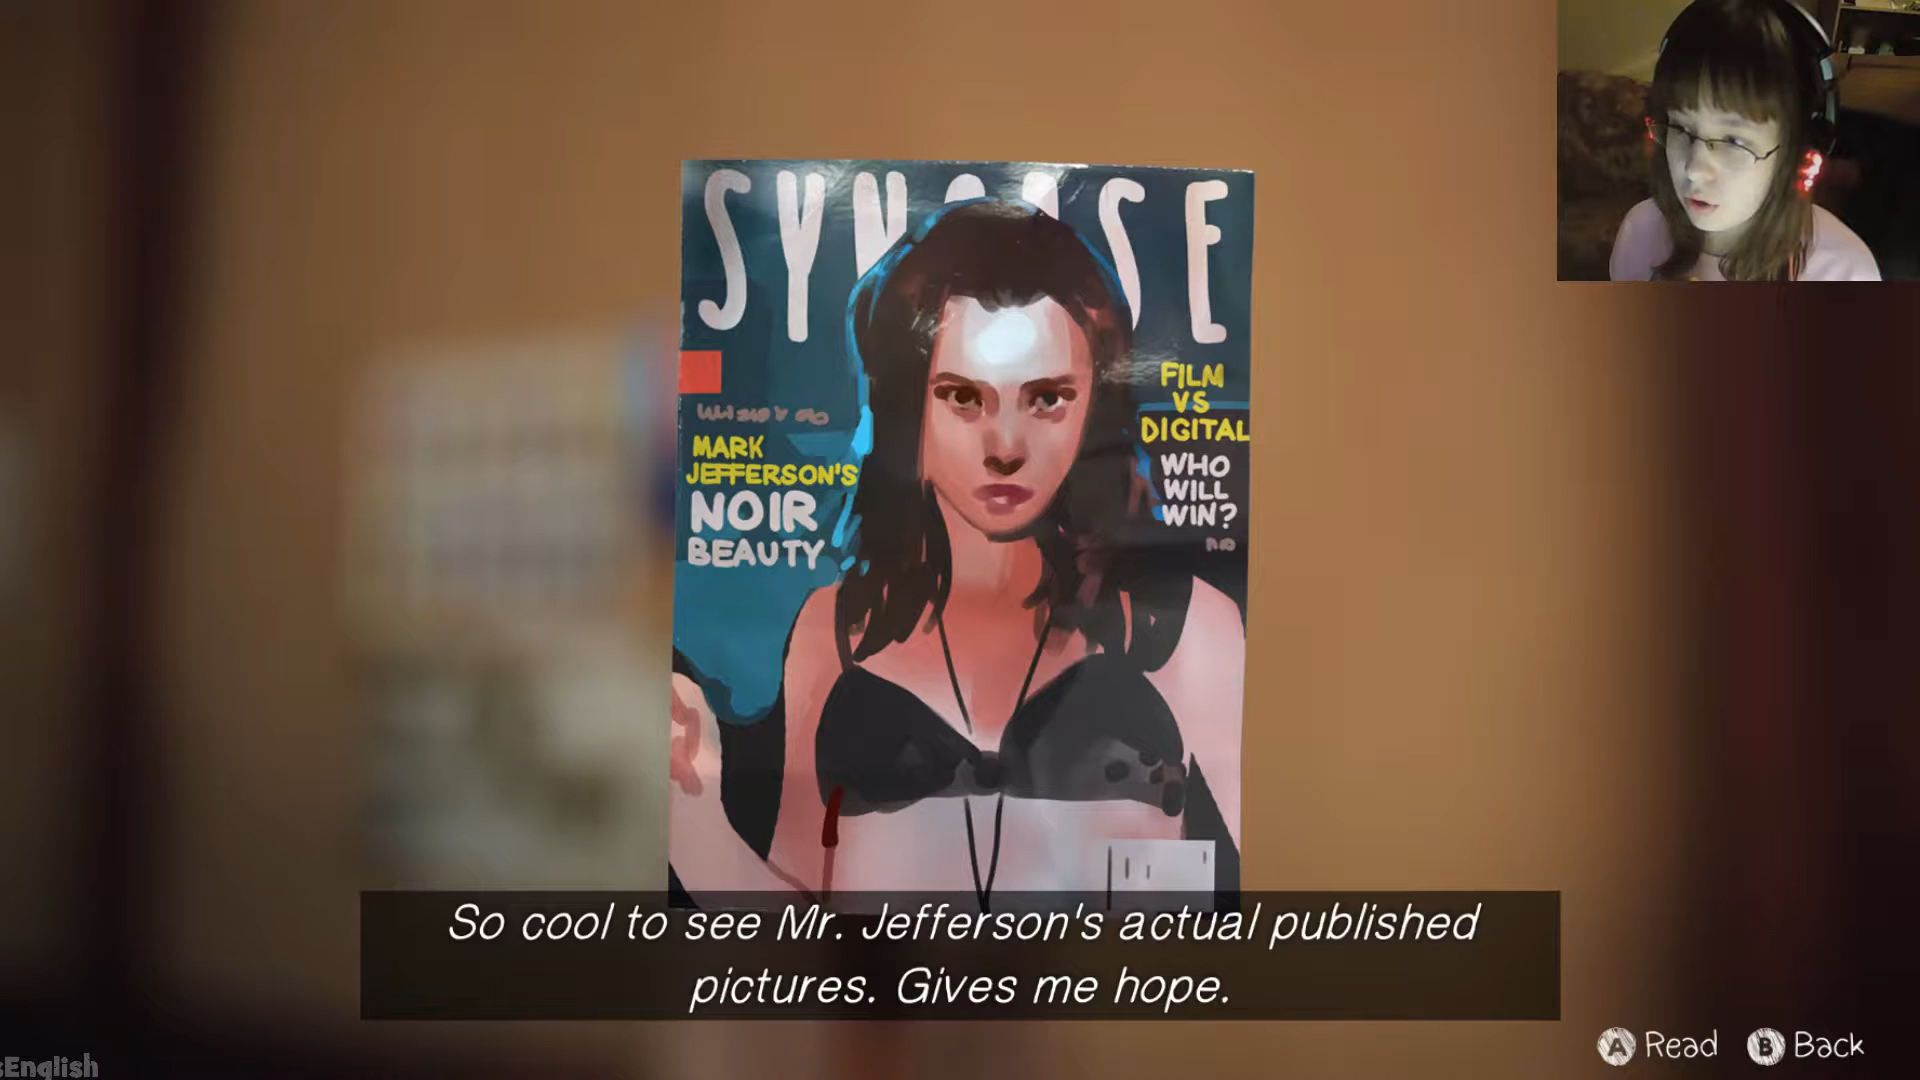 MARK
JEFFERSON'S
NOIR
BEAUTY
FILM
VS
DIGITAL
WHO
WILL
WIN?
So cool to see Mr. Jefferson's actual published
pictures. Gives me hope.
A Read B Back
sEnglish